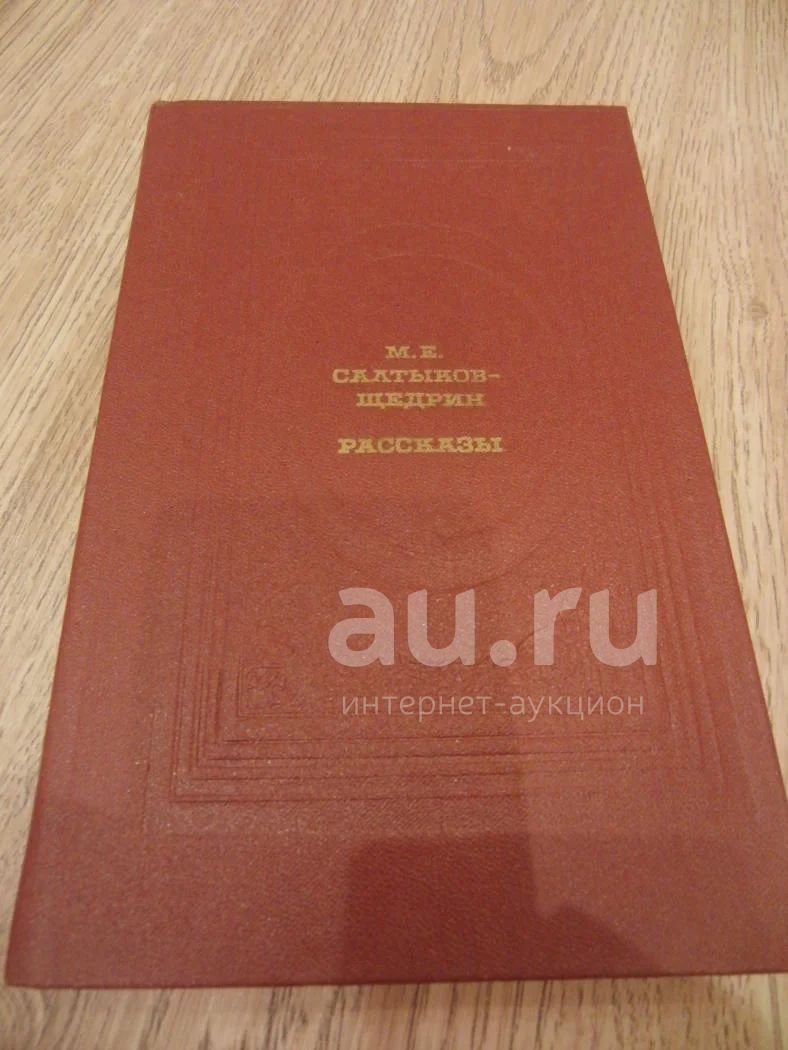 М. Е.
САЛТЫКОВ-
ЩЕДРИН
РАССКАЗЫ
au.ru
интернет-аукцион